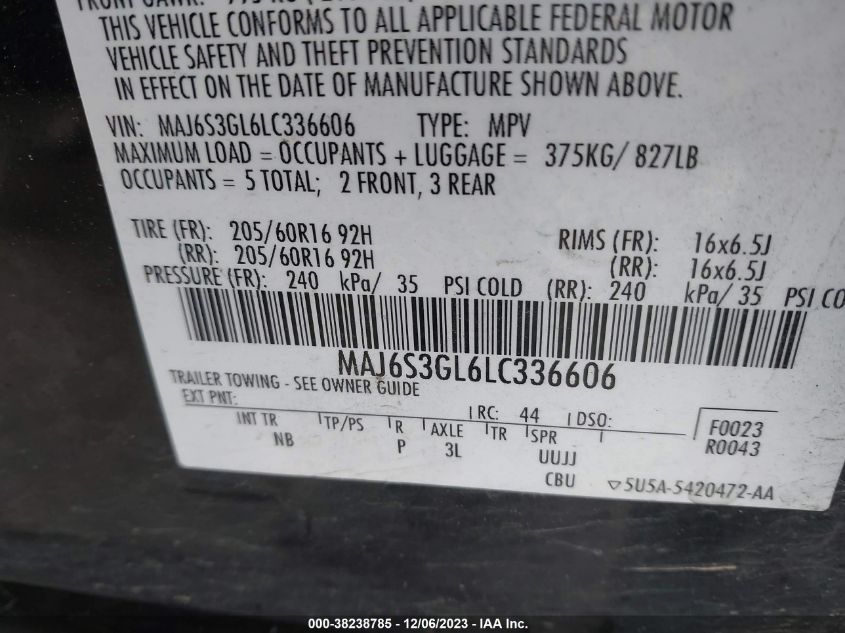 THIS VEHICLE CONFORMS TO ALL APPLICABLE FEDERAL MOTOR
VEHICLE SAFETY AND THEFT PREVENTION STANDARDS
IN EFFECT ON THE DATE OF MANUFACTURE SHOWN ABOVE.
VIN: MAJ6S3GL6LC336606 TYPE: MPV
MAXIMUM LOAD = OCCUPANTS + LUGGAGE = 375KG/ 827LB
OCCUPANTS = 5 TOTAL; 2 FRONT, 3 REAR
TIRE (FR): 205/60R16 92H RIMS (FR): 16x6.5J
(RR): 205/60R16 92H (RR): 16x6.5J
PRESSURE (FR): 240 kPa/ 35 PSI COLD (RR): 240 kPa/ 35 PSI CO
MAJ6S3GL6LC336606
TRAILER TOWING - SEE OWNER GUIDE
EXT PNT: RC: 44 DSO:
INT TR TP/PS R AXLE TR SPR F0023
NB P 3L UUJJ R0043
CBU 5U5A-5420472-AA
000-38238785 - 12/06/2023 - IAA Inc.